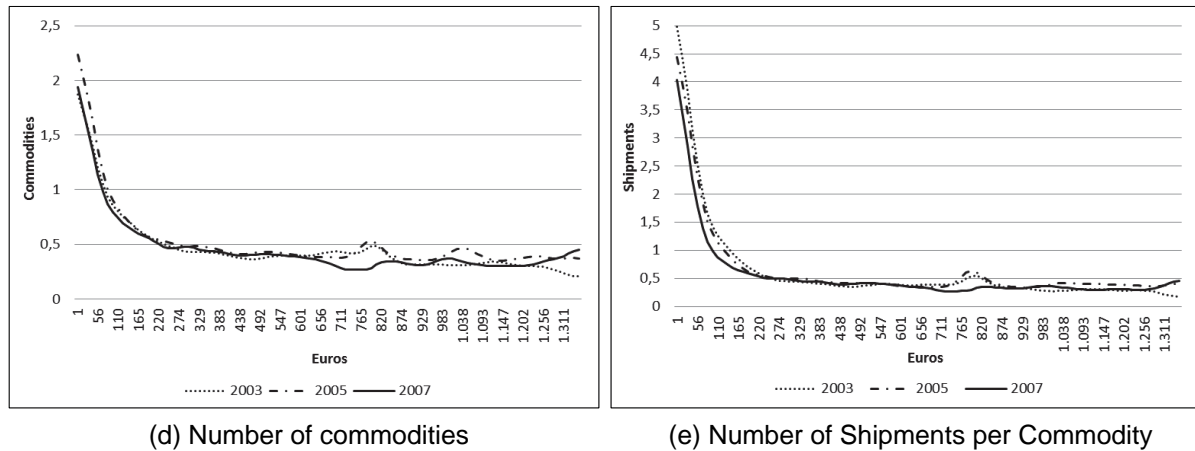 2,5
2
1,5
1
0,5
0
Commodities
1 56 110 165 220 274 329 383 438 492 547 601 656 711 765 820 874 929 983 1.038 1.093 1.147 1.202 1.256 1.311
Euros
2003 2005 2007
(d) Number of commodities
5
4,5
4
3,5
3
2,5
2
1,5
1
0,5
0
Shipments
1 56 110 165 220 274 329 383 438 492 547 601 656 711 765 820 874 929 983 1.038 1.093 1.147 1.202 1.256 1.311
Euros
2003 2005 2007
(e) Number of Shipments per Commodity